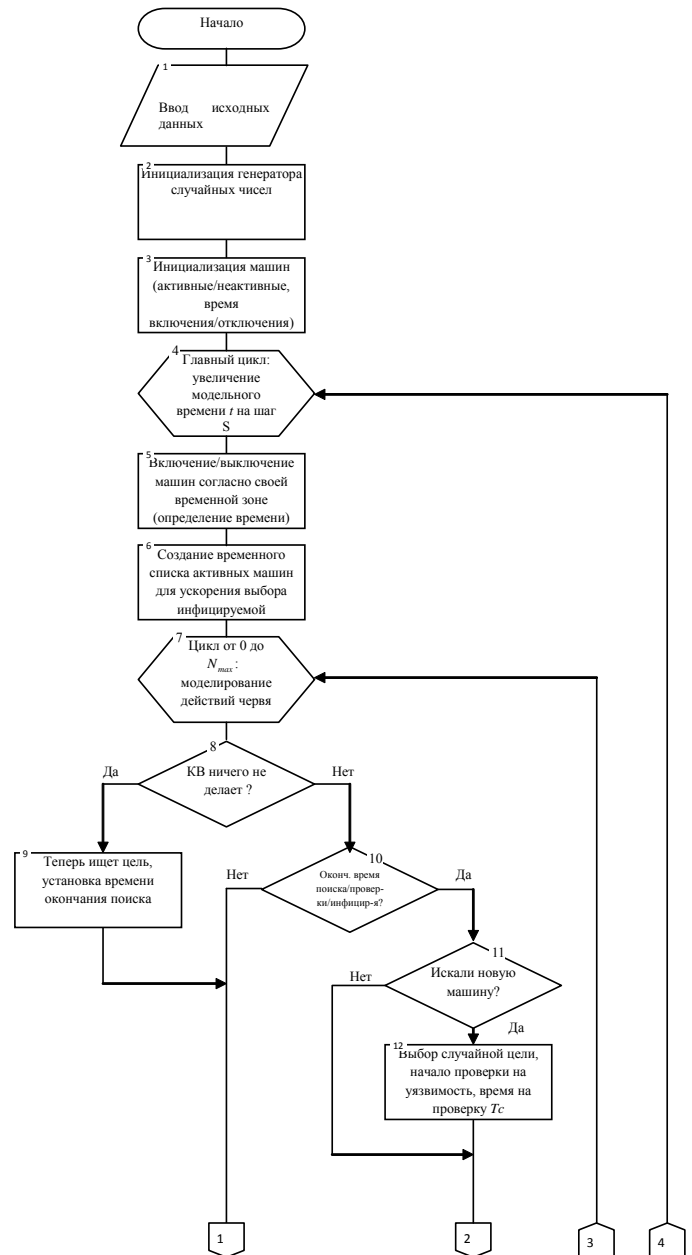 Начало
1
Ввод исходных
данных
2
Инициализация генератора
случайных чисел
3
Инициализация машин
(активные/неактивные,
время
включения/отключения)
4
Главный цикл:
увеличение
модельного
времени t на шаг
S
5
Включение/выключение
машин согласно своей
временной зоне
(определение времени)
6
Создание временного
списка активных машин
для ускорения выбора
инфицируемой
7
Цикл от 0 до
Nmax:
моделирование
действий червя
8
Да
КВ ничего не
делает ?
Нет
9
Теперь ищет цель,
установка времени
окончания поиска
10
Нет
Оконч. время
поиска/провер-
ки/инфицир-я?
Да
11
Нет
Искали новую
машину?
Да
12
Выбор случайной цели,
начало проверки на
уязвимость, время на
проверку Tc
1
2
3
4